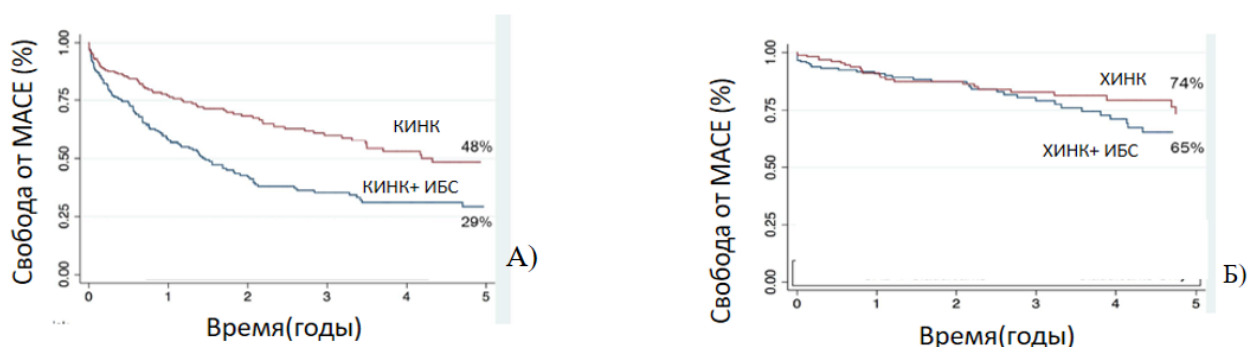 Свобода от MACE (%)
1.00
0.75
0.50
0.25
0.00
КИНК
48%
КИНК+ ИБС
29%
0 1 2 3 4 5
Время(годы)
А)
Свобода от MACE (%)
1.00
0.75
0.50
0.25
0.00
ХИНК
74%
ХИНК+ ИБС
65%
0 1 2 3 4 5
Время(годы)
Б)